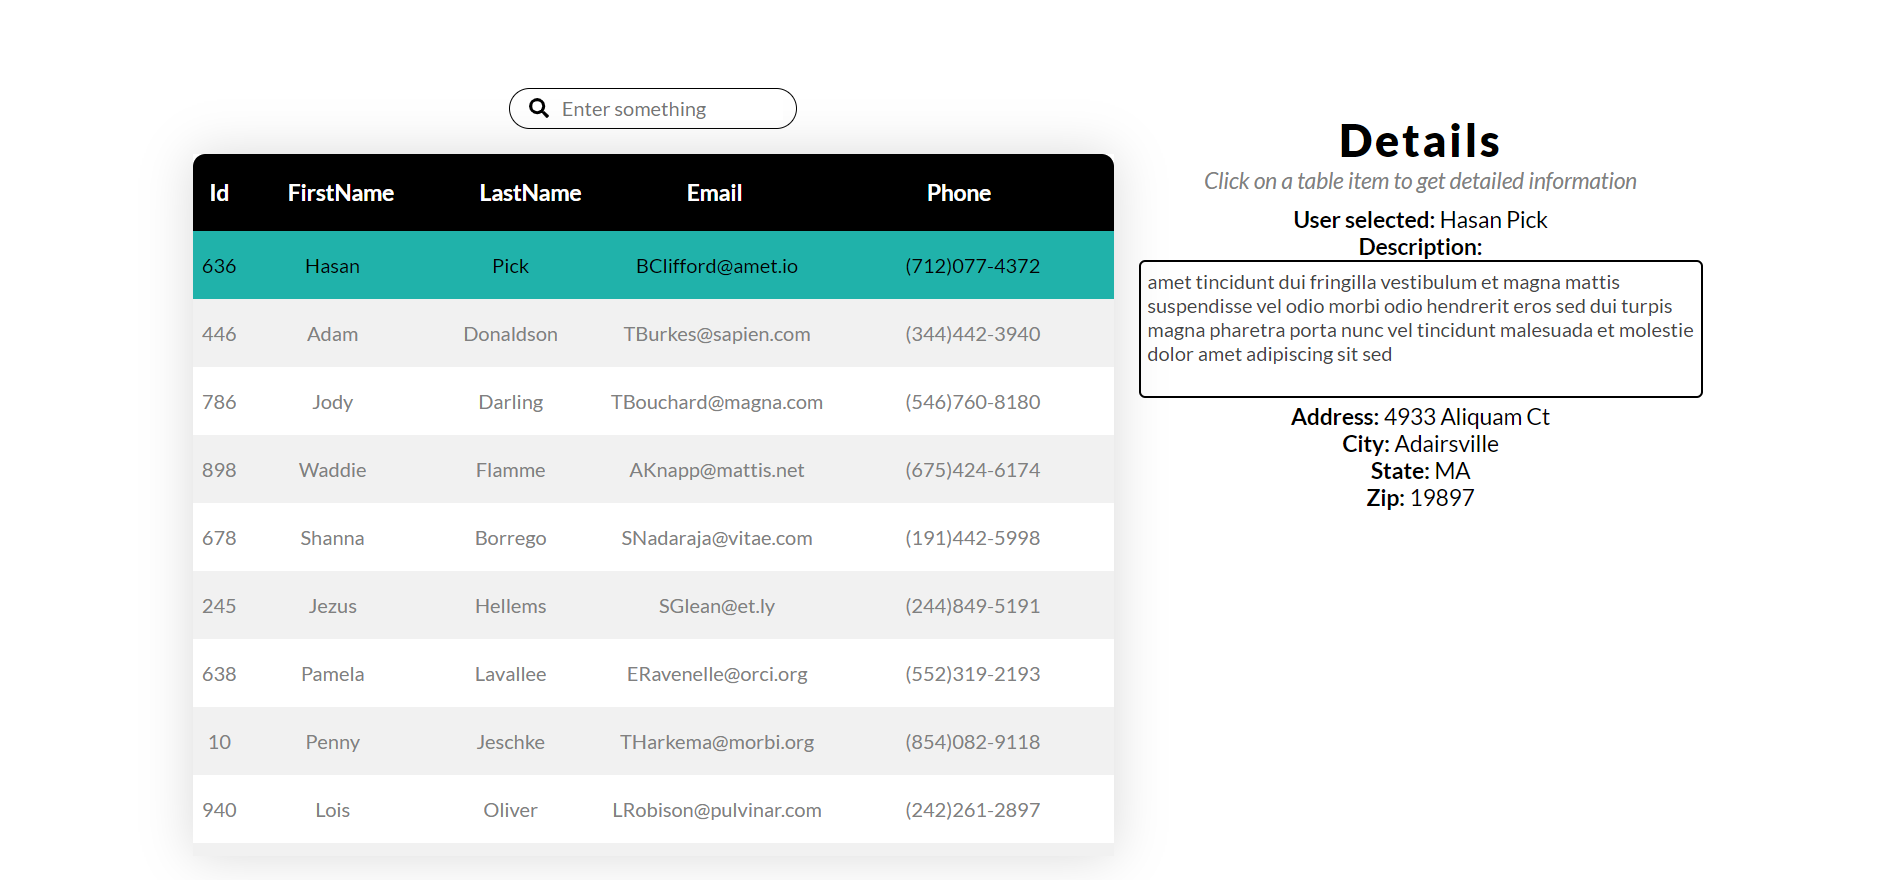 Enter something
Id FirstName LastName Email Phone
636 Hasan Pick BClifford@amet.io (712)077-4372
446 Adam Donaldson TBurkes@sapien.com (344)442-3940
786 Jody Darling TBouchard@magna.com (546)760-8180
898 Waddie Flamme AKnapp@mattis.net (675)424-6174
678 Shanna Borrego SNadaraja@vitae.com (191)442-5998
245 Jezus Hellems SGlean@et.ly (244)849-5191
638 Pamela Lavallee ERavenelle@orci.org (552)319-2193
10 Penny Jeschke THarkema@morbi.org (854)082-9118
940 Lois Oliver LRobison@pulvinar.com (242)261-2897
Details
Click on a table item to get detailed information
User selected: Hasan Pick
Description:
amet tincidunt dui fringilla vestibulum et magna mattis
suspendisse vel odio morbi odio hendrerit eros sed dui turpis
magna pharetra porta nunc vel tincidunt malesuada et molestie
dolor amet adipiscing sit sed
Address: 4933 Aliquam Ct
City: Adairsville
State: MA
Zip: 19897